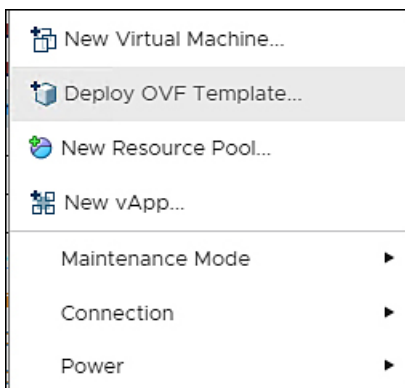 New Virtual Machine...
Deploy OVF Template...
New Resource Pool...
New vApp...
Maintenance Mode
Connection
Power